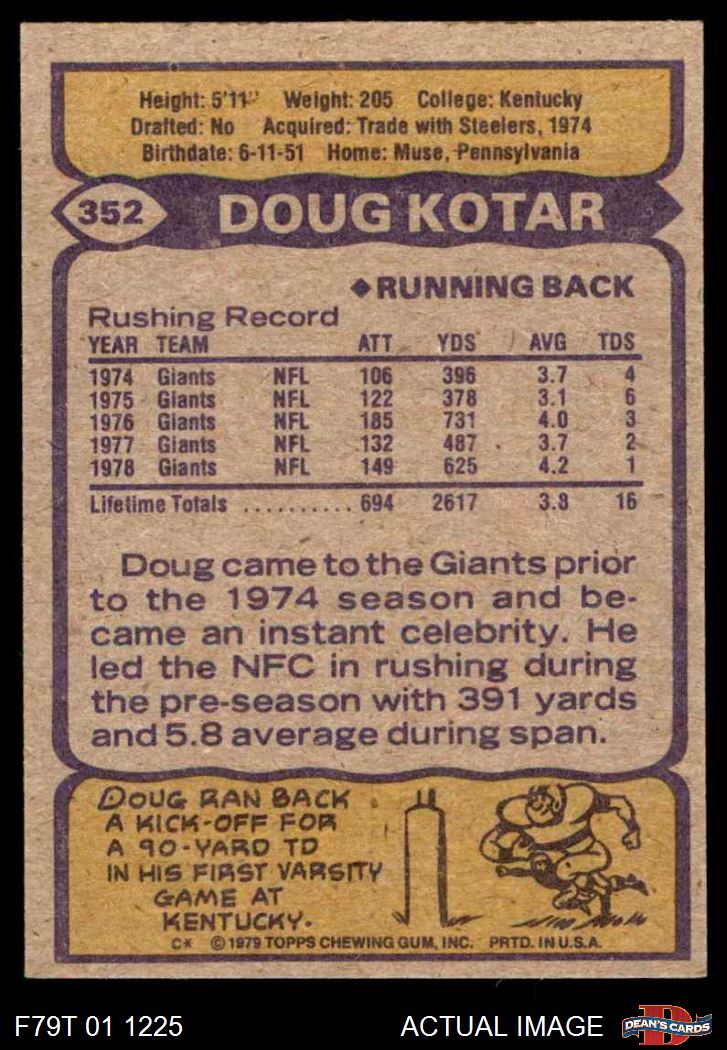 Height: 5'11" Weight: 205 College: Kentucky
Drafted: No Acquired: Trade with Steelers, 1974
Birthdate: 6-11-51 Home: Muse, Pennsylvania
352 DOUG KOTAR
◆RUNNING BACK
Rushing Record
YEAR TEAM ATT YDS AVG TDS
1974 Giants NFL 106 396 3.7 4
1975 Giants NFL 122 378 3.1 6
1976 Giants NFL 185 731 4.0 3
1977 Giants NFL 132 487 3.7 2
1978 Giants NFL 149 625 4.2 1
Lifetime Totals .......... 694 2617 3.8 16
Doug came to the Giants prior
to the 1974 season and be-
came an instant celebrity. He
led the NFC in rushing during
the pre-season with 391 yards
and 5.8 average during span.
DOUG RAN BACK
A KICK-OFF FOR
A 90-YARD TD
IN HIS FIRST VARSITY
GAME AT
KENTUCKY.
C* ©1979 TOPPS CHEWING GUM, INC. PRTD. IN U.S.A.
F79T 01 1225 ACTUAL IMAGE D DEAN'S CARDS